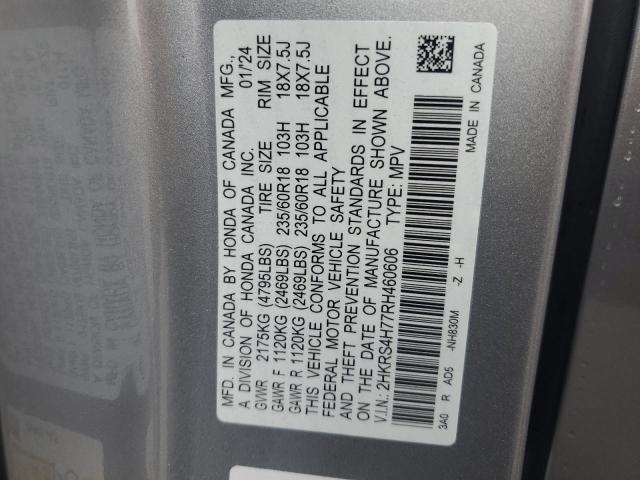 MFD. IN CANADA BY HONDA OF CANADA MFG.,
A DIVISION OF HONDA CANADA INC. 01/'24
GVWR 2175KG (4795LBS) TIRE SIZE RIM SIZE
GAWR F 1120KG (2469LBS) 235/60R18 103H 18X7.5J
GAWR R 1120KG (2469LBS) 235/60R18 103H 18X7.5J
THIS VEHICLE CONFORMS TO ALL APPLICABLE
FEDERAL MOTOR VEHICLE SAFETY
AND THEFT PREVENTION STANDARDS IN EFFECT
ON THE DATE OF MANUFACTURE SHOWN ABOVE.
V.I.N.: 2HKRS4H77RH460606 TYPE: MPV
3A0 R AD5 -NH830M -Z -H
MADE IN CANADA